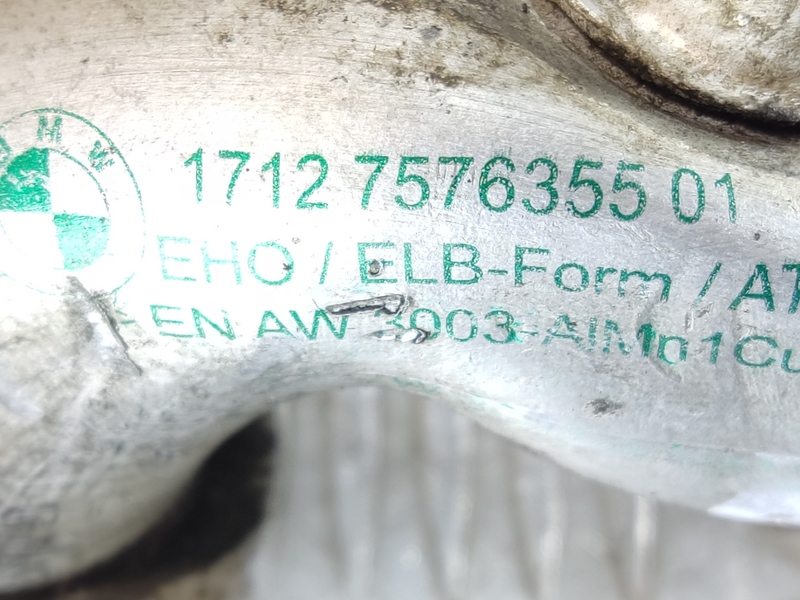 BMW
1712 7576355 01
EHO / ELB-Form / AT
EN AW 3003-AlMn1Cu